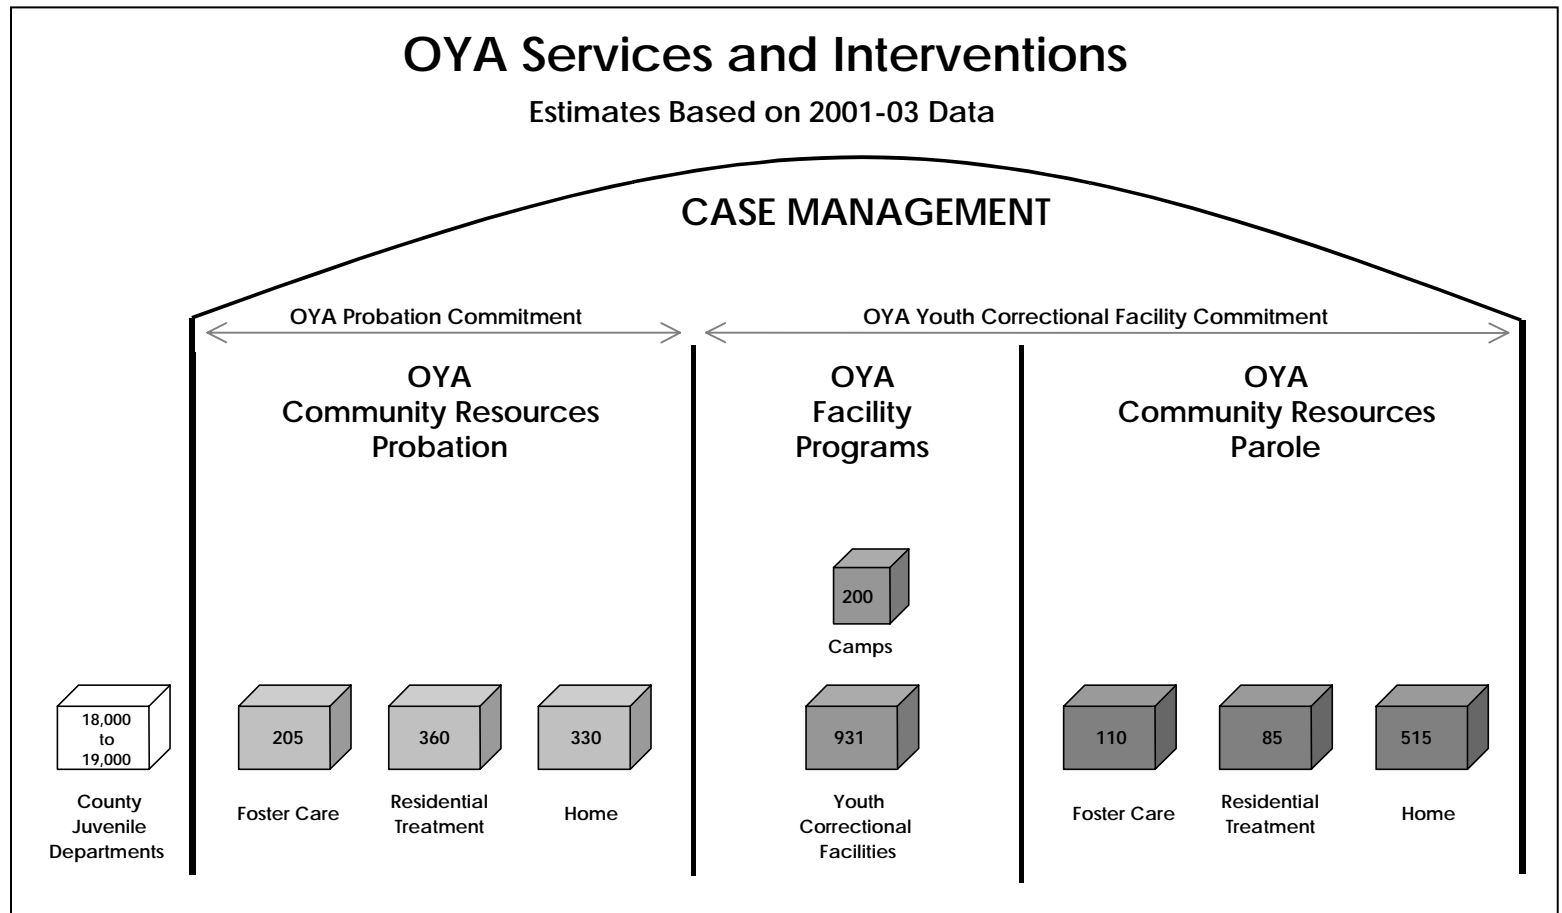 OYA Services and Interventions
Estimates Based on 2001-03 Data
CASE MANAGEMENT
OYA Probation Commitment
OYA Youth Correctional Facility Commitment
OYA
Community Resources
Probation
OYA
Facility
Programs
OYA
Community Resources
Parole
200
Camps
18,000
to
19,000
County
Juvenile
Departments
205
Foster Care
360
Residential
Treatment
330
Home
931
Youth
Correctional
Facilities
110
Foster Care
85
Residential
Treatment
515
Home